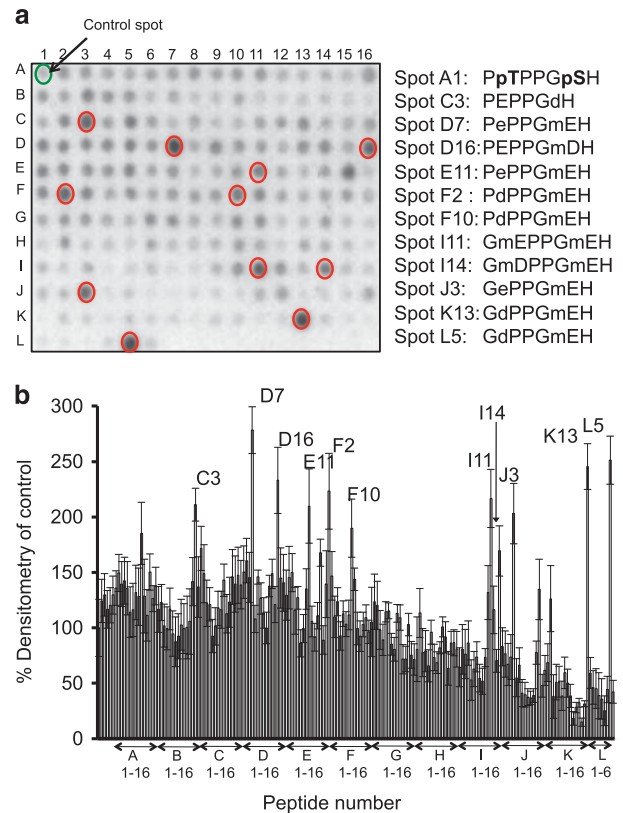 a
Control spot
1 2 3 4 5 6 7 8 9 10 11 12 13 14 15 16
A
B
C
D
E
F
G
H
I
J
K
L
Spot A1: PpTPPGpSH
Spot C3: PEPPGdH
Spot D7: PePPGmEH
Spot D16: PEPPGmDH
Spot E11: PePPGmEH
Spot F2 : PdPPGmEH
Spot F10: PdPPGmEH
Spot I11: GmEPPGmEH
Spot I14: GmDPPGmEH
Spot J3: GePPGmEH
Spot K13: GdPPGmEH
Spot L5: GdPPGmEH
b
% Densitometry of control
300
250
200
150
100
50
0
C3
D7
D16
E11
F2
F10
I11
I14
J3
K13
L5
A B C D E F G H I J K L
1-16 1-16 1-16 1-16 1-16 1-16 1-16 1-16 1-16 1-16 1-16 1-6
Peptide number